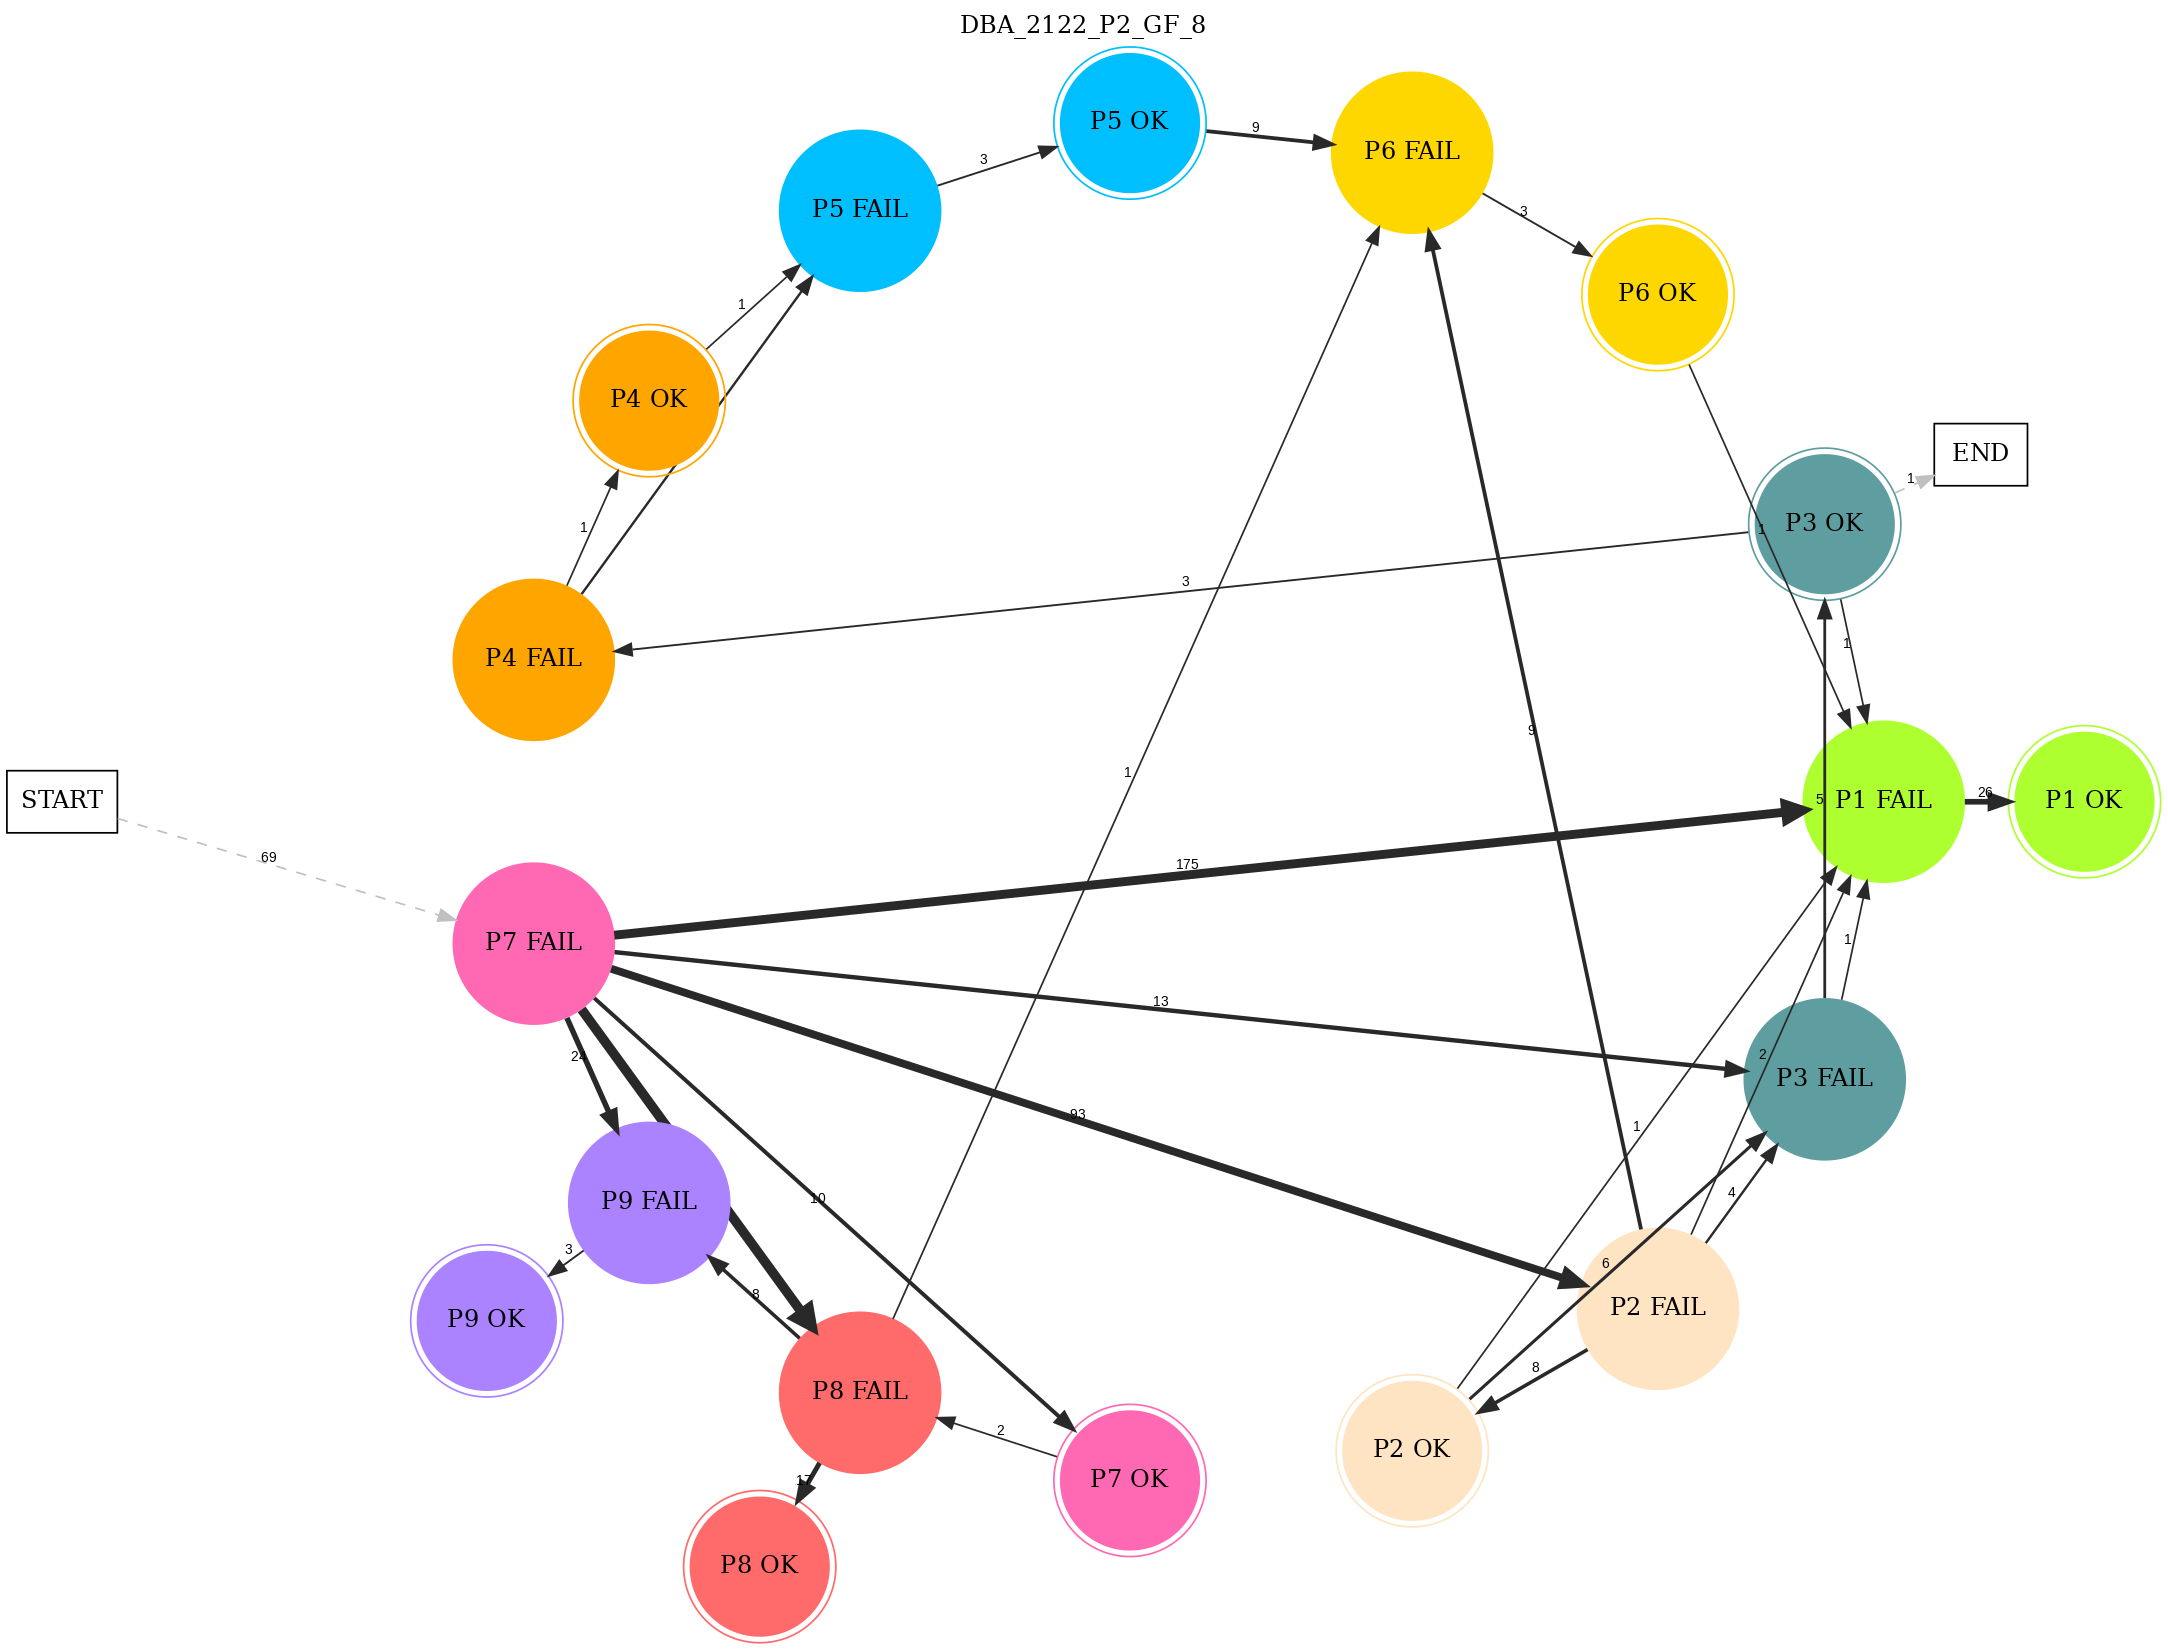 DBA_2122_P2_GF_8
P5 OK
9
P6 FAIL
3
P5 FAIL
3
P6 OK
1
P4 OK
1
P4 FAIL
3
1
P3 OK
1
END
1
START
69
1
9
5
P1 FAIL
26
P1 OK
175
P7 FAIL
13
1
P3 FAIL
24
93
2
1
4
P9 FAIL
10
6
P2 FAIL
3
8
P9 OK
P8 FAIL
8
2
P2 OK
17
P7 OK
P8 OK